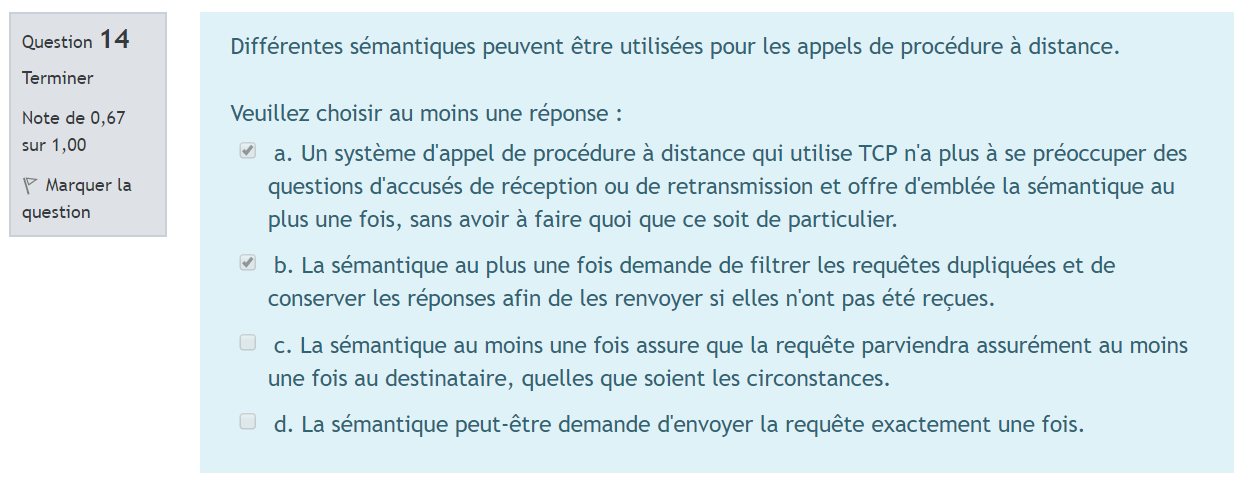 Question 14
Terminer
Note de 0,67
sur 1,00
Marquer la
question
Différentes sémantiques peuvent être utilisées pour les appels de procédure à distance.
Veuillez choisir au moins une réponse :
a. Un système d'appel de procédure à distance qui utilise TCP n'a plus à se préoccuper des
questions d'accusés de réception ou de retransmission et offre d'emblée la sémantique au
plus une fois, sans avoir à faire quoi que ce soit de particulier.
b. La sémantique au plus une fois demande de filtrer les requêtes dupliquées et de
conserver les réponses afin de les renvoyer si elles n'ont pas été reçues.
c. La sémantique au moins une fois assure que la requête parviendra assurément au moins
une fois au destinataire, quelles que soient les circonstances.
d. La sémantique peut-être demande d'envoyer la requête exactement une fois.